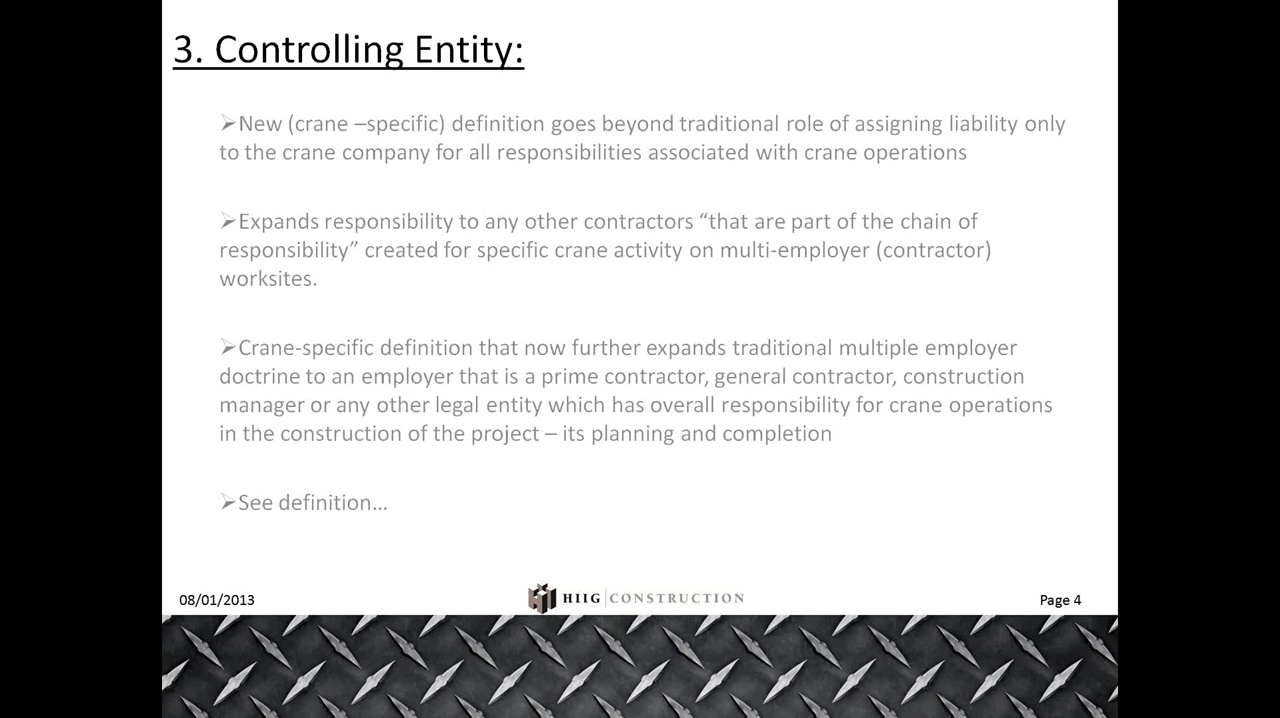 3. Controlling Entity:
➢New (crane –specific) definition goes beyond traditional role of assigning liability only
to the crane company for all responsibilities associated with crane operations
➢Expands responsibility to any other contractors “that are part of the chain of
responsibility” created for specific crane activity on multi-employer (contractor)
worksites.
➢Crane-specific definition that now further expands traditional multiple employer
doctrine to an employer that is a prime contractor, general contractor, construction
manager or any other legal entity which has overall responsibility for crane operations
in the construction of the project – its planning and completion
➢See definition…
08/01/2013
HIIG CONSTRUCTION
Page 4